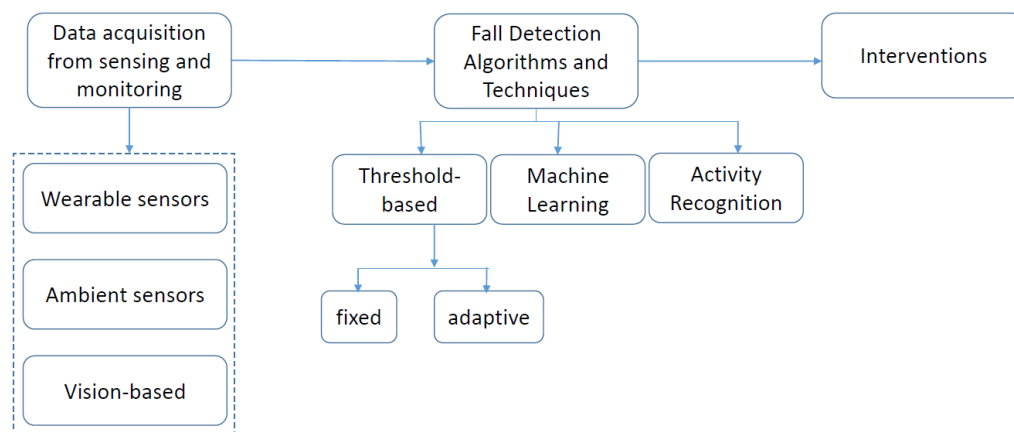 Data acquisition
from sensing and
monitoring
Fall Detection
Algorithms and
Techniques
Interventions
Wearable sensors
Ambient sensors
Vision-based
Threshold-
based
Machine
Learning
Activity
Recognition
fixed
adaptive